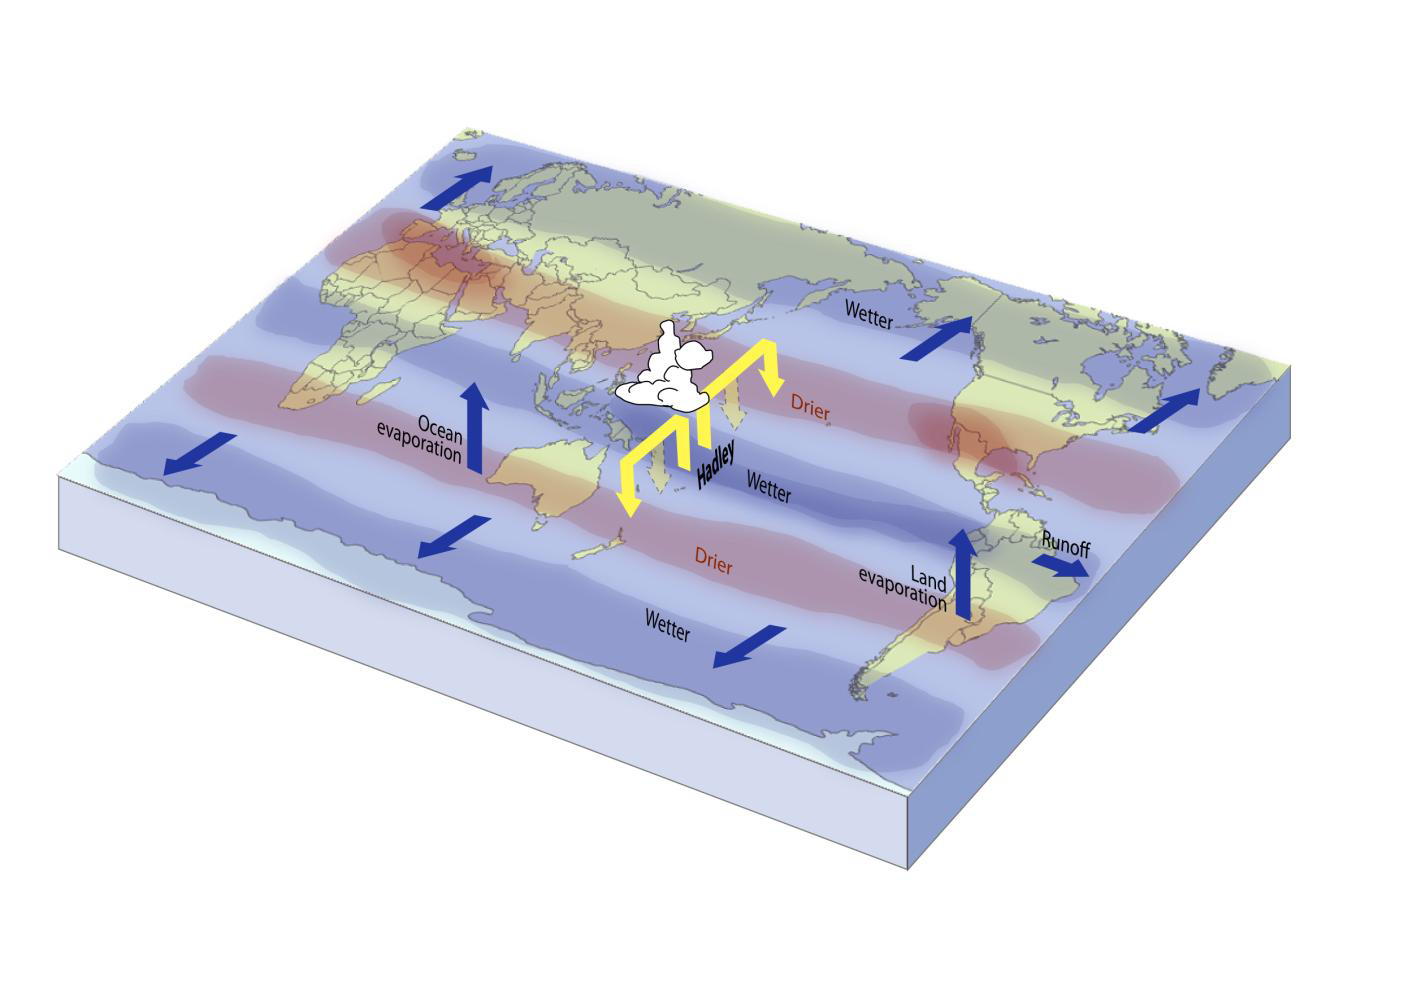 Wetter
Drier
Ocean
evaporation
Hadley
Wetter
Runoff
Drier
Land
evaporation
Wetter